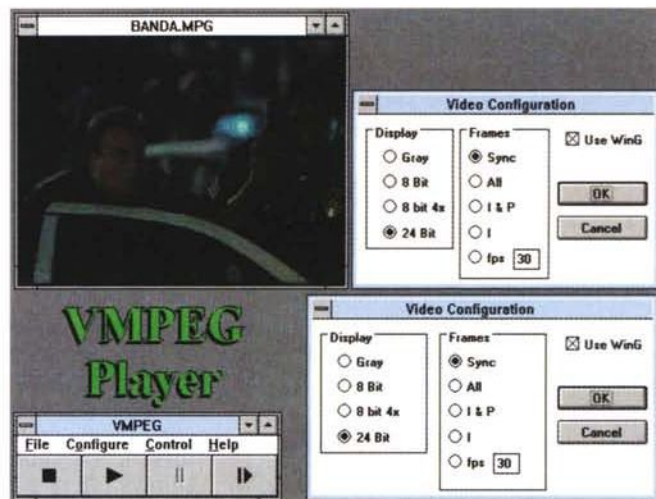 BANDA.MPG
Video Configuration
Display
Gray
8 Bit
8 bit 4x
24 Bit
Frames
Sync
All
I & P
I
fps 30
Use WinG
OK
Cancel
VMPEG
Player
Video Configuration
Display
Gray
8 Bit
8 bit 4x
24 Bit
Frames
Sync
All
I & P
I
fps 30
Use WinG
OK
Cancel
VMPEG
File Configure Control Help